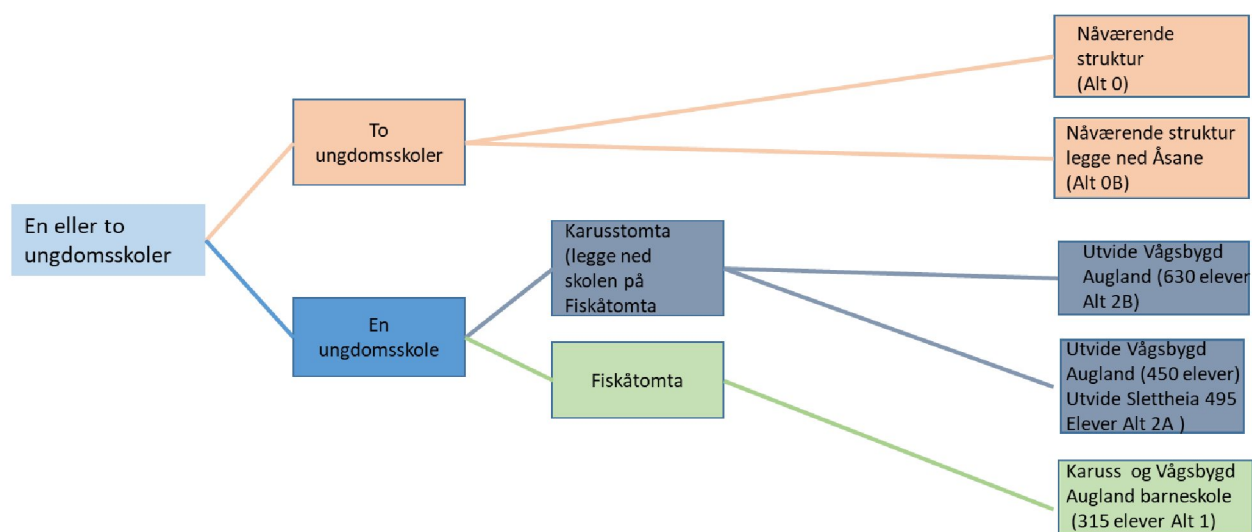 En eller to
ungdomsskoler
To
ungdomsskoler
En
ungdomsskole
Karusstomta
(legge ned
skolen på
Fiskåtomta
Fiskåtomta
Nåværende
struktur
(Alt 0)
Nåværende struktur
legge ned Åsane
(Alt 0B)
Utvide Vågsbygd
Augland (630 elever
Alt 2B)
Utvide Vågsbygd
Augland (450 elever)
Utvide Slettheia 495
Elever Alt 2A )
Karuss og Vågsbygd
Augland barneskole
(315 elever Alt 1)